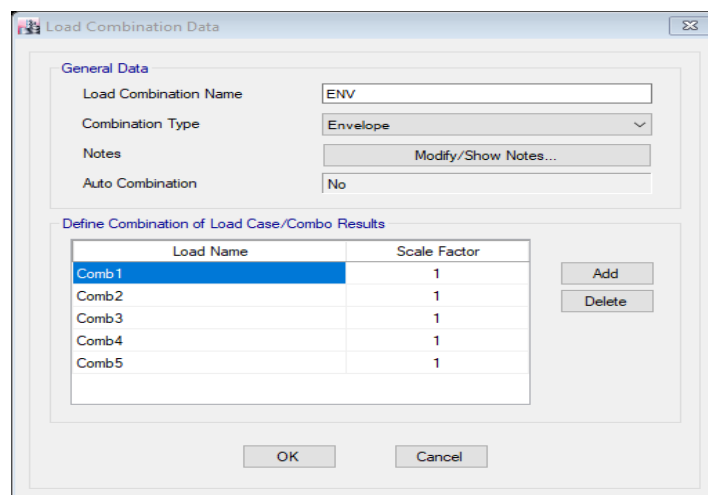 Load Combination Data
General Data
Load Combination Name ENV
Combination Type Envelope
Notes Modify/Show Notes...
Auto Combination No
Define Combination of Load Case/Combo Results
Load Name Scale Factor
Comb1 1 Add
Comb2 1 Delete
Comb3 1
Comb4 1
Comb5 1
OK Cancel